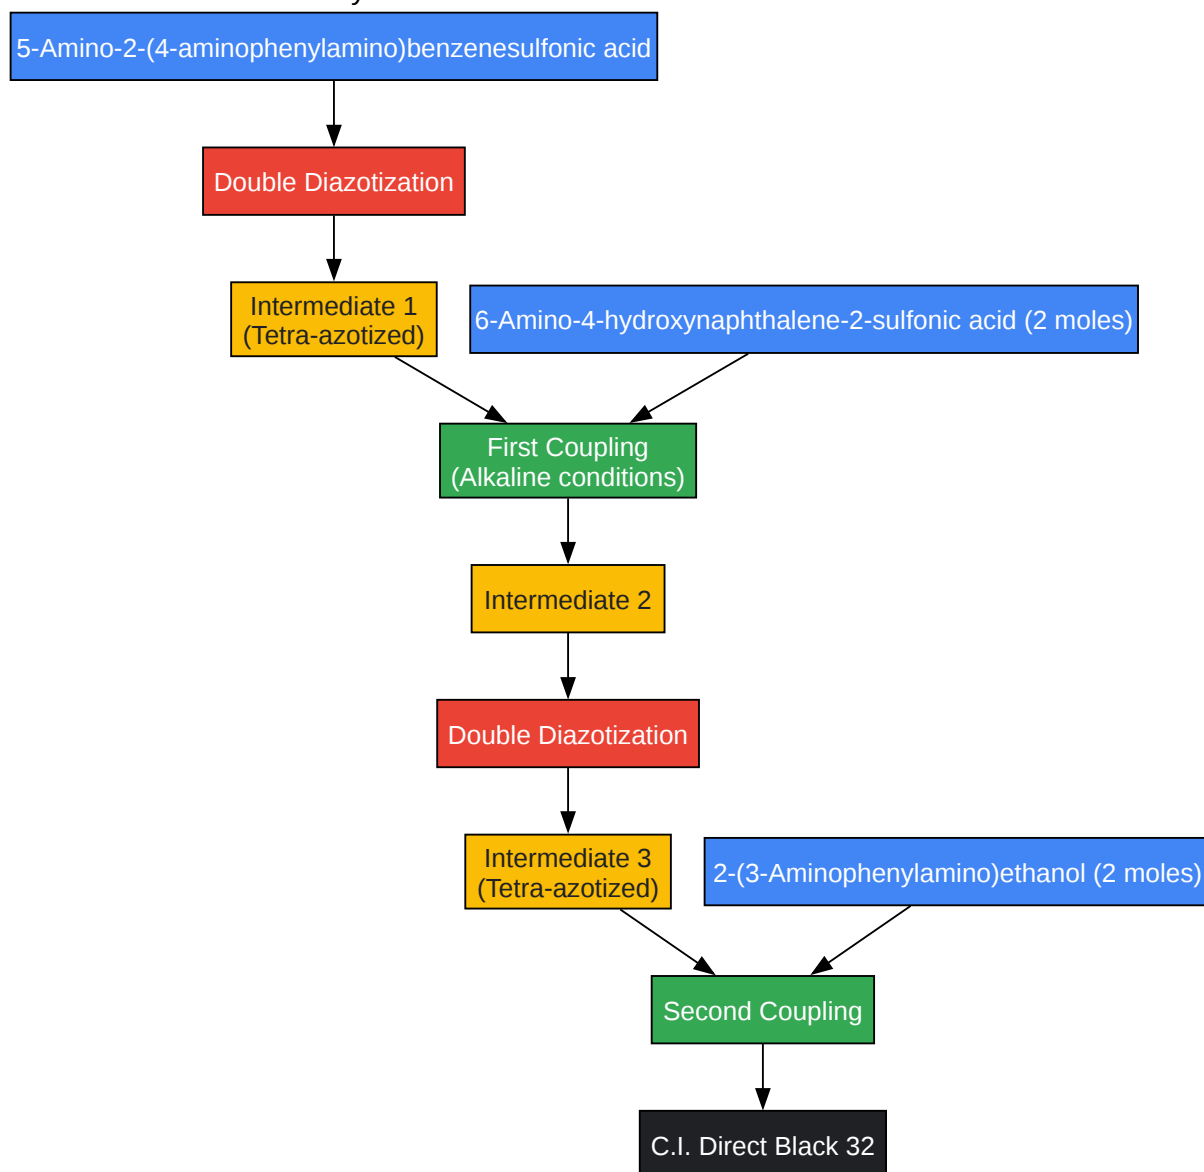 5-Amino-2-(4-aminophenylamino)benzenesulfonic acid
Double Diazotization
Intermediate 1
(Tetra-azotized)
6-Amino-4-hydroxynaphthalene-2-sulfonic acid (2 moles)
First Coupling
(Alkaline conditions)
Intermediate 2
Double Diazotization
Intermediate 3
(Tetra-azotized)
2-(3-Aminophenylamino)ethanol (2 moles)
Second Coupling
C.I. Direct Black 32